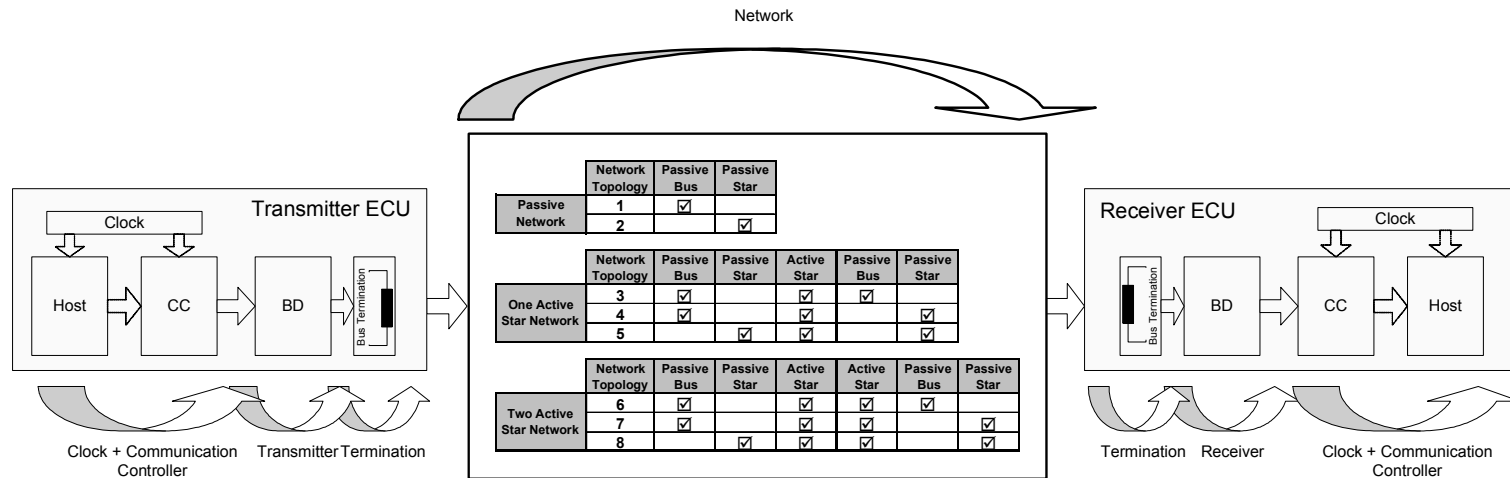 Network
Transmitter ECU
Clock
Host
CC
BD
Bus Termination
Clock + Communication
Controller
Transmitter
Termination
Network Topology Passive Bus Passive Star
Passive Network
1 ☑
2 ☑
Network Topology Passive Bus Passive Star Active Star Passive Bus Passive Star
One Active Star Network
3 ☑ ☑ ☑
4 ☑ ☑ ☑
5 ☑ ☑ ☑
Network Topology Passive Bus Passive Star Active Star Active Star Passive Bus Passive Star
Two Active Star Network
6 ☑ ☑ ☑ ☑
7 ☑ ☑ ☑ ☑
8 ☑ ☑ ☑ ☑
Receiver ECU
Clock
Bus Termination
BD
CC
Host
Termination
Receiver
Clock + Communication
Controller